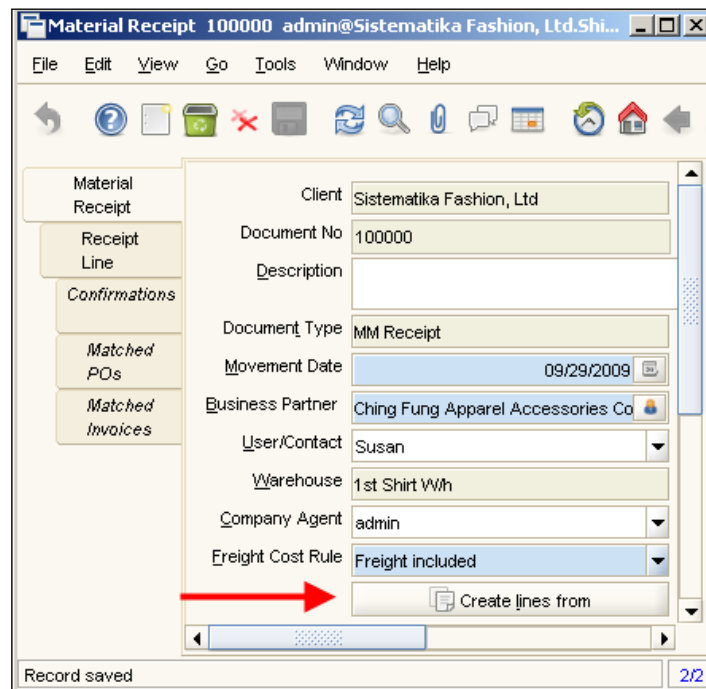 Material Receipt 100000 admin@Sistematika Fashion, Ltd.Shi...
File Edit View Go Tools Window Help
Material Receipt
Receipt Line
Confirmations
Matched POs
Matched Invoices
Client Sistematika Fashion, Ltd
Document No 100000
Description
Document Type MM Receipt
Movement Date 09/29/2009
Business Partner Ching Fung Apparel Accessories Co
User/Contact Susan
Warehouse 1st Shirt W/h
Company Agent admin
Freight Cost Rule Freight included
Create lines from
Record saved 2/2